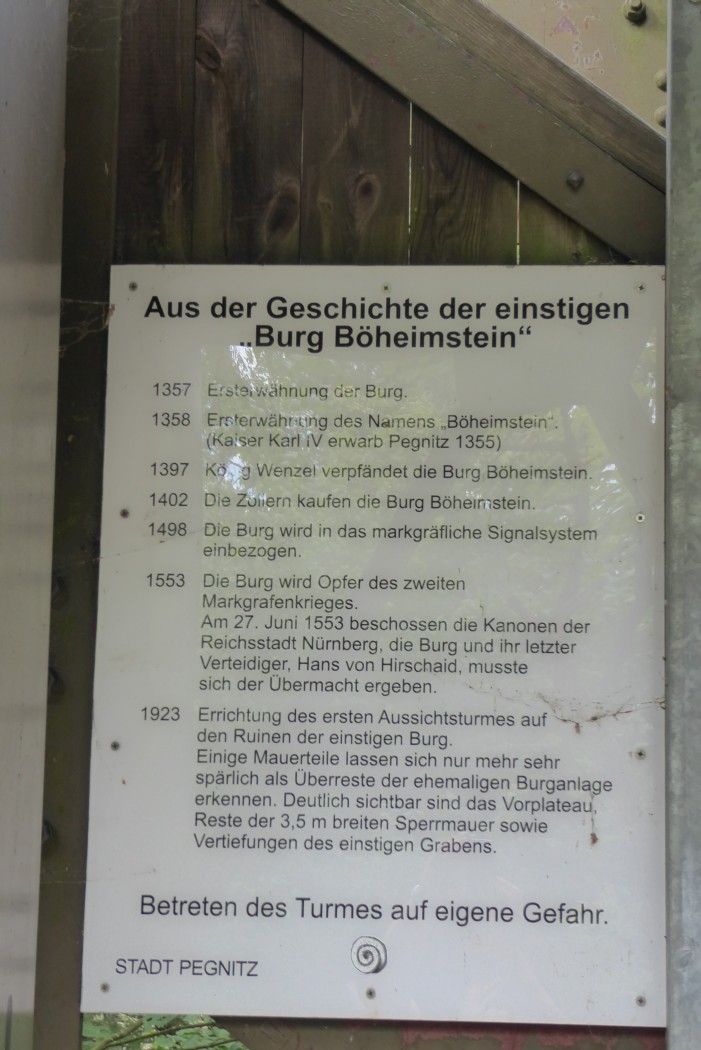 Aus der Geschichte der einstigen
„Burg Böheimstein“
1357 Ersterwähnung der Burg.
1358 Ersterwähnung des Namens „Böheimstein“.
(Kaiser Karl IV erwarb Pegnitz 1355)
1397 König Wenzel verpfändet die Burg Böheimstein.
1402 Die Zollern kaufen die Burg Böheimstein.
1498 Die Burg wird in das markgräfliche Signalsystem
einbezogen.
1553 Die Burg wird Opfer des zweiten
Markgrafenkrieges.
Am 27. Juni 1553 beschossen die Kanonen der
Reichsstadt Nürnberg, die Burg und ihr letzter
Verteidiger, Hans von Hirschaid, musste
sich der Übermacht ergeben.
1923 Errichtung des ersten Aussichtsturmes auf
den Ruinen der einstigen Burg.
Einige Mauerteile lassen sich nur mehr sehr
spärlich als Überreste der ehemaligen Burganlage
erkennen. Deutlich sichtbar sind das Vorplateau,
Reste der 3,5 m breiten Sperrmauer sowie
Vertiefungen des einstigen Grabens.
Betreten des Turmes auf eigene Gefahr.
STADT PEGNITZ